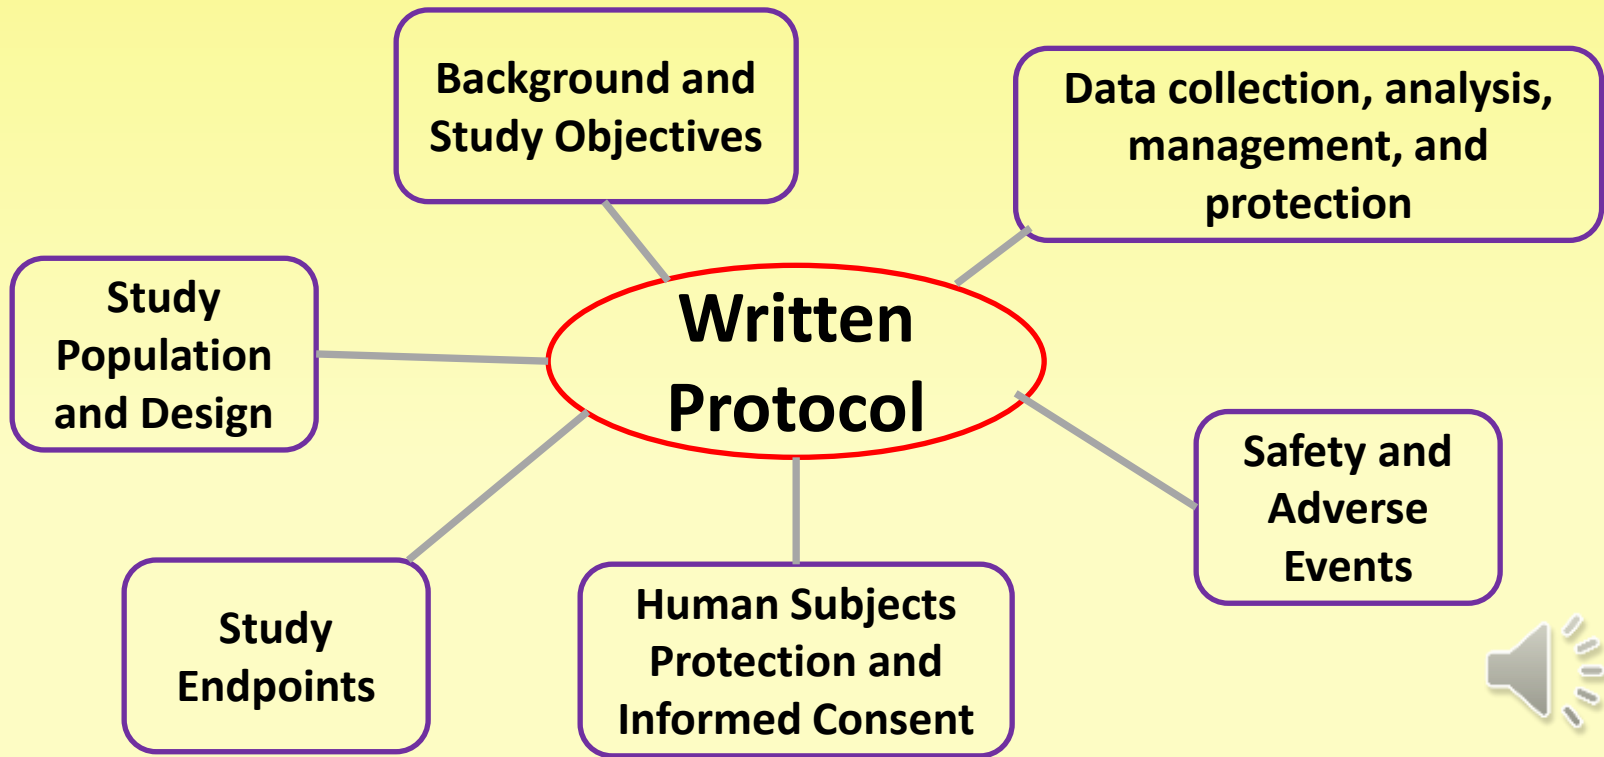 Background and
Study Objectives
Data collection, analysis,
management, and
protection
Study
Population
and Design
Written
Protocol
Safety and
Adverse
Events
Study
Endpoints
Human Subjects
Protection and
Informed Consent